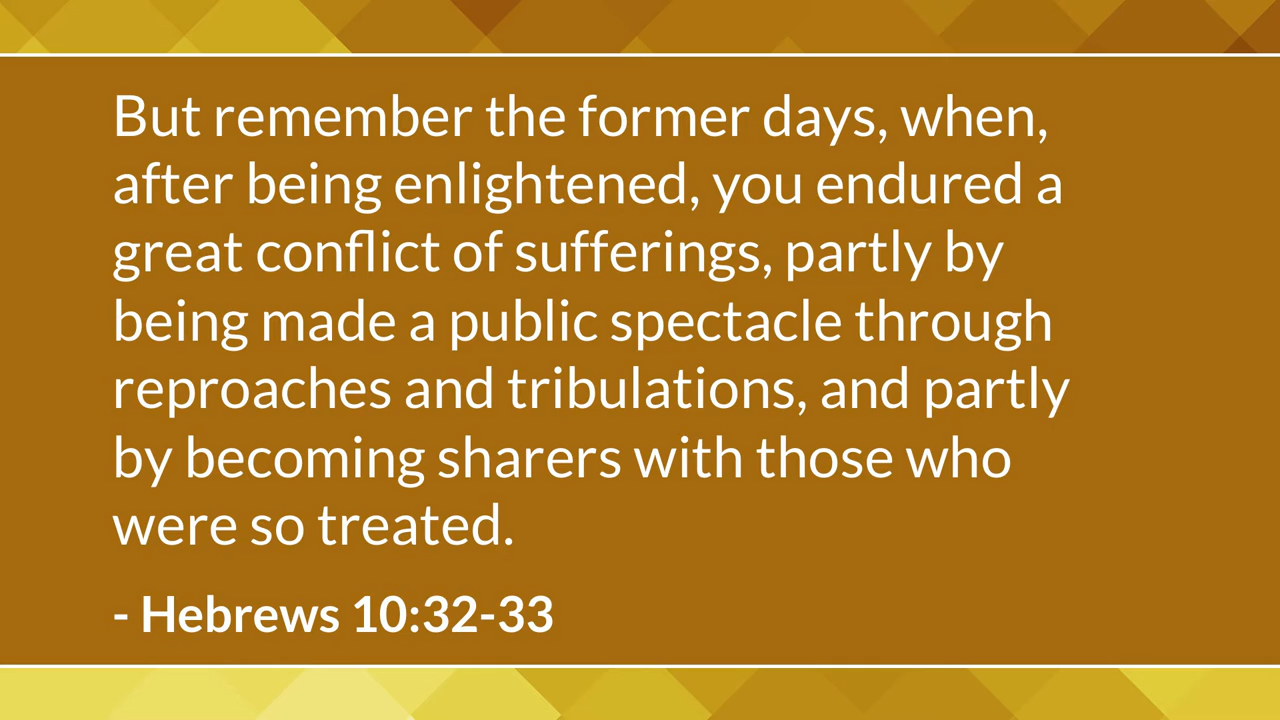 But remember the former days, when,
after being enlightened, you endured a
great conflict of sufferings, partly by
being made a public spectacle through
reproaches and tribulations, and partly
by becoming sharers with those who
were so treated.
- Hebrews 10:32-33